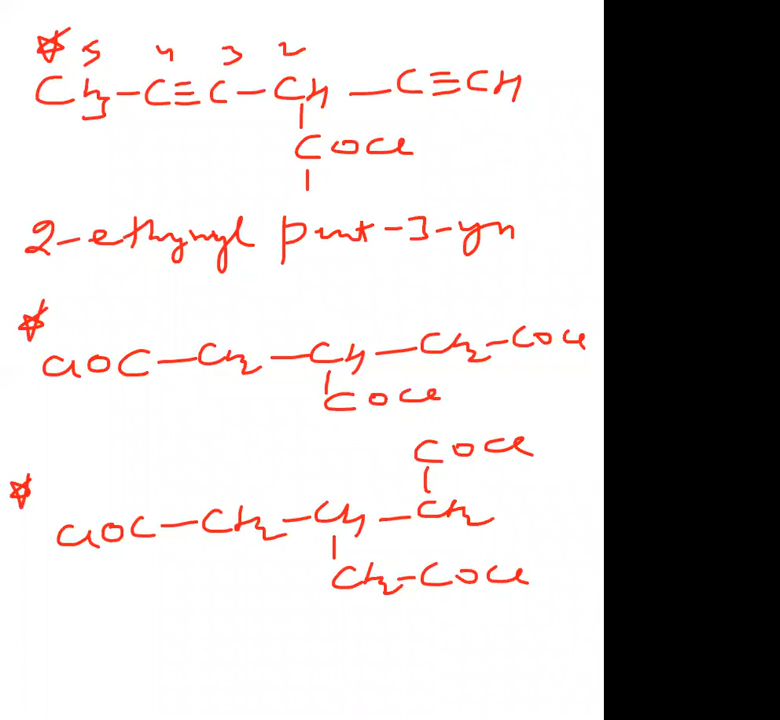 ☆ 5 4 3 2
CH3-C≡C-CH-C≡CH
COCl
2-ethynyl pent-3-yn
☆
ClOC-CH2-CH-CH2-COCl
COCl
COCl
☆
ClOC-CH2-CH-CH2
CH2-COCl